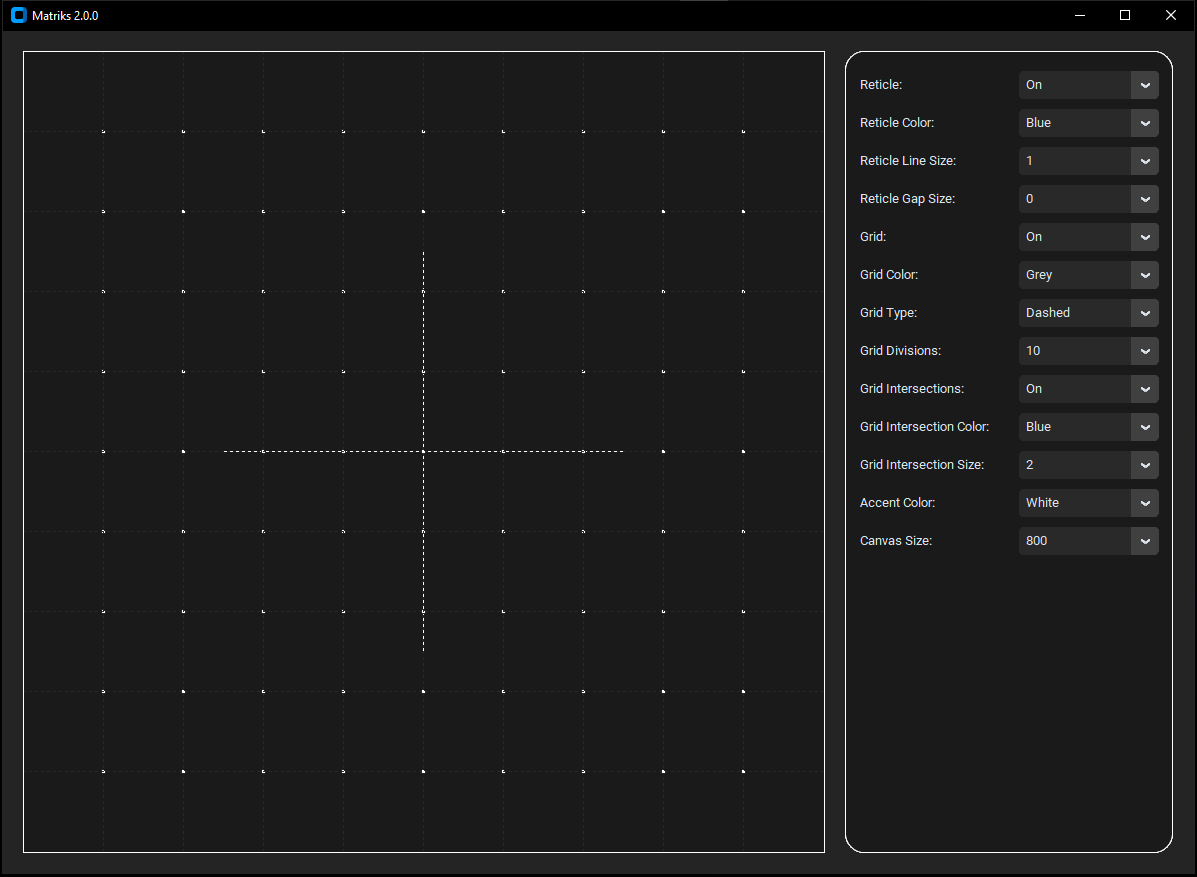 Matriks 2.0.0
Reticle: On
Reticle Color: Blue
Reticle Line Size: 1
Reticle Gap Size: 0
Grid: On
Grid Color: Grey
Grid Type: Dashed
Grid Divisions: 10
Grid Intersections: On
Grid Intersection Color: Blue
Grid Intersection Size: 2
Accent Color: White
Canvas Size: 800